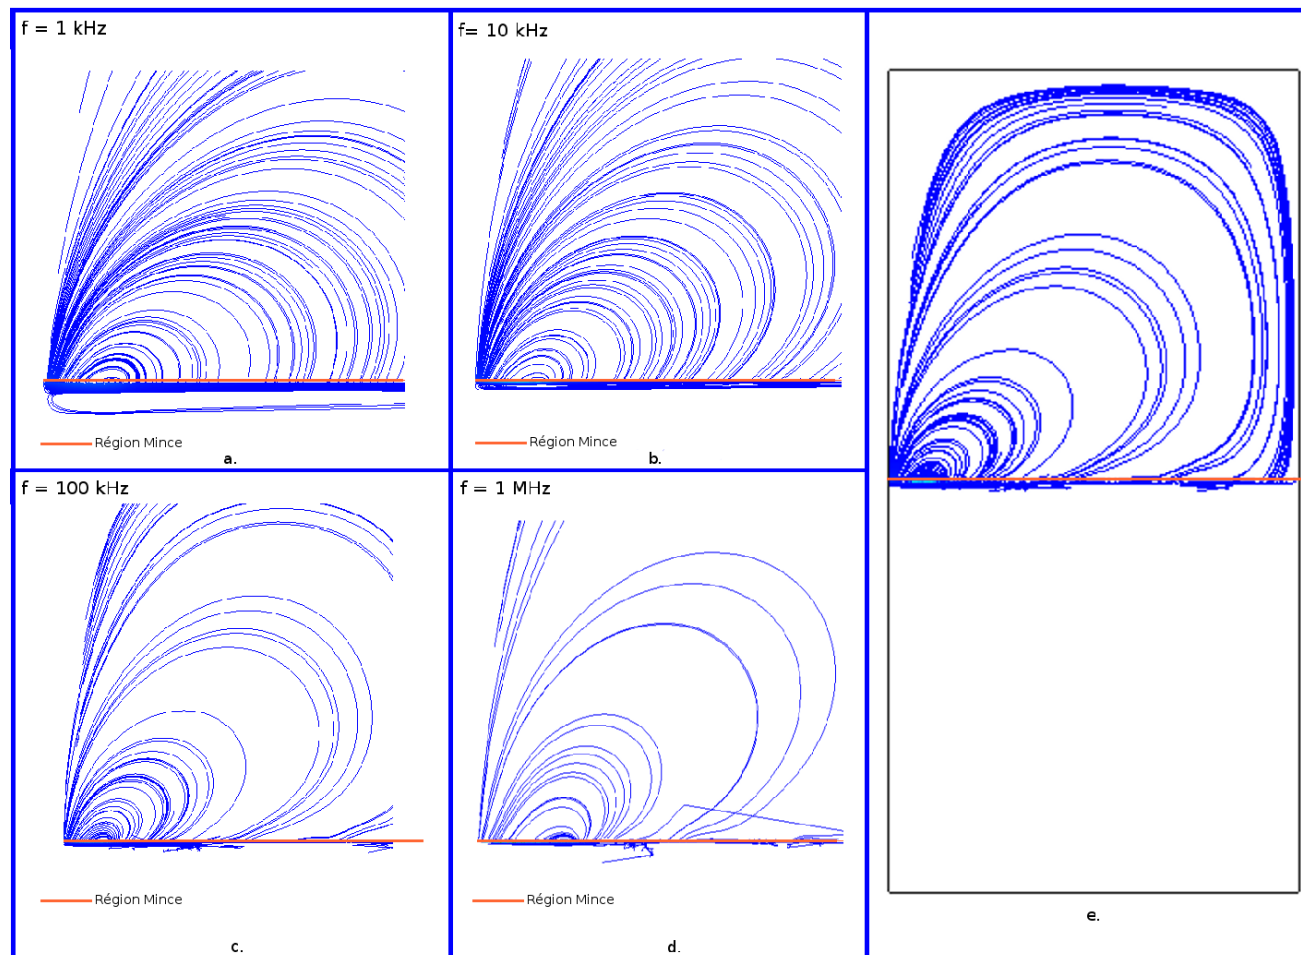 f = 1 kHz
Région Mince
a.
f= 10 kHz
Région Mince
b.
f = 100 kHz
Région Mince
c.
f = 1 MHz
Région Mince
d.
e.